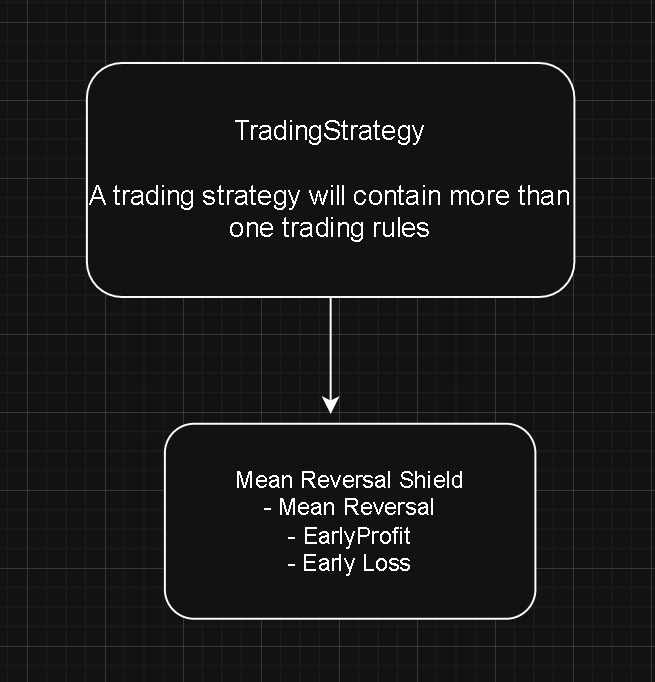 TradingStrategy
A trading strategy will contain more than
one trading rules
Mean Reversal Shield
- Mean Reversal
- EarlyProfit
- Early Loss